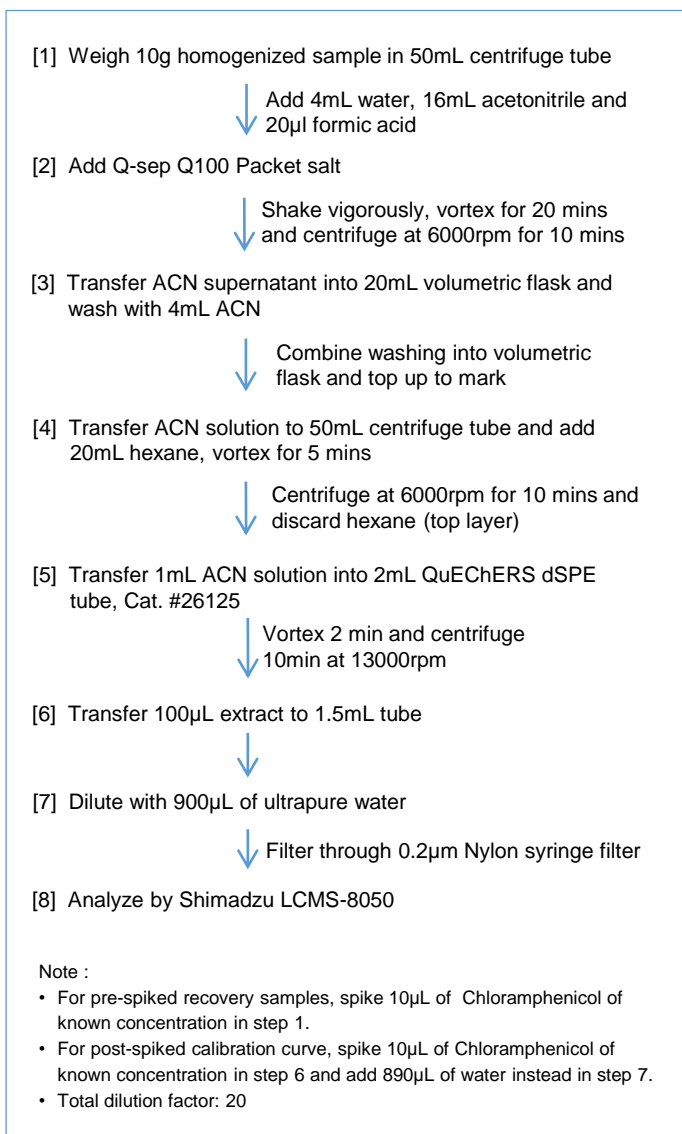 [1] Weigh 10g homogenized sample in 50mL centrifuge tube
Add 4mL water, 16mL acetonitrile and
20µl formic acid
[2] Add Q-sep Q100 Packet salt
Shake vigorously, vortex for 20 mins
and centrifuge at 6000rpm for 10 mins
[3] Transfer ACN supernatant into 20mL volumetric flask and
wash with 4mL ACN
Combine washing into volumetric
flask and top up to mark
[4] Transfer ACN solution to 50mL centrifuge tube and add
20mL hexane, vortex for 5 mins
Centrifuge at 6000rpm for 10 mins and
discard hexane (top layer)
[5] Transfer 1mL ACN solution into 2mL QuEChERS dSPE
tube, Cat. #26125
Vortex 2 min and centrifuge
10min at 13000rpm
[6] Transfer 100µL extract to 1.5mL tube
[7] Dilute with 900µL of ultrapure water
Filter through 0.2µm Nylon syringe filter
[8] Analyze by Shimadzu LCMS-8050
Note :
• For pre-spiked recovery samples, spike 10µL of Chloramphenicol of
known concentration in step 1.
• For post-spiked calibration curve, spike 10µL of Chloramphenicol of
known concentration in step 6 and add 890µL of water instead in step 7.
• Total dilution factor: 20